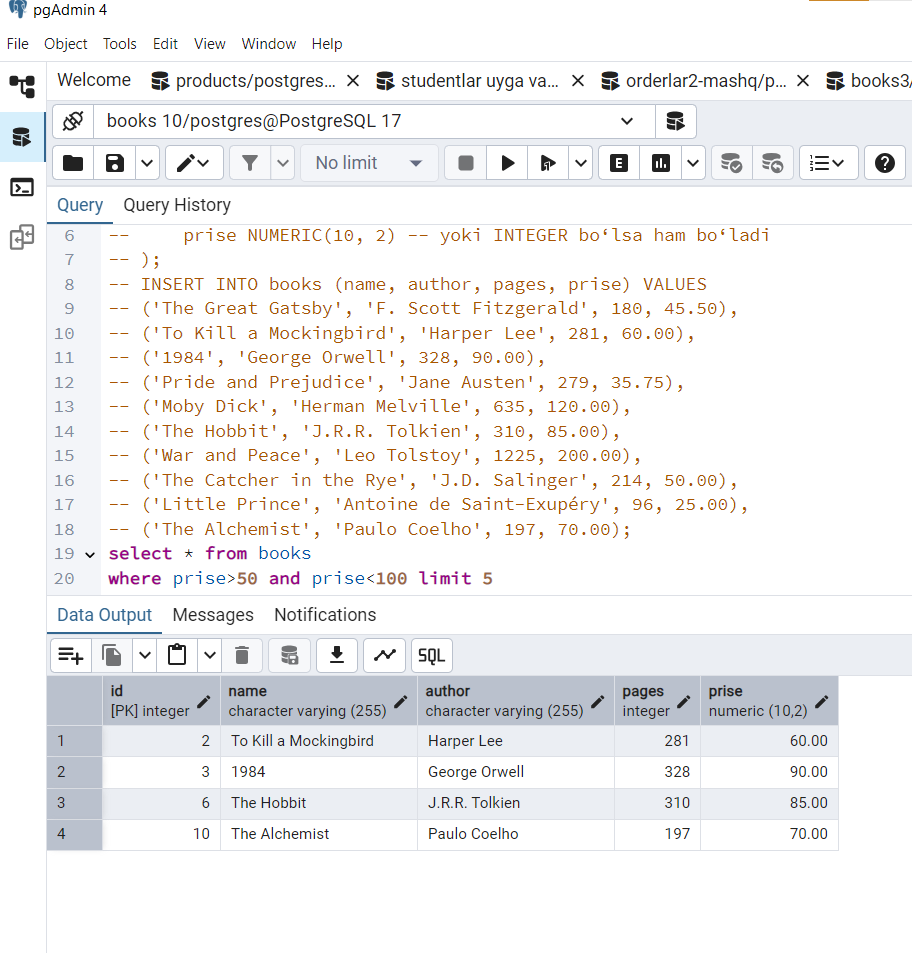 pgAdmin 4
File Object Tools Edit View Window Help
Welcome products/postgres... studentlar uyga va... orderlar2-mashq/p... books3/
books 10/postgres@PostgreSQL 17
No limit
E
Query Query History
6 -- prise NUMERIC(10, 2) -- yoki INTEGER bo‘lsa ham bo‘ladi
7 -- );
8 -- INSERT INTO books (name, author, pages, prise) VALUES
9 -- ('The Great Gatsby', 'F. Scott Fitzgerald', 180, 45.50),
10 -- ('To Kill a Mockingbird', 'Harper Lee', 281, 60.00),
11 -- ('1984', 'George Orwell', 328, 90.00),
12 -- ('Pride and Prejudice', 'Jane Austen', 279, 35.75),
13 -- ('Moby Dick', 'Herman Melville', 635, 120.00),
14 -- ('The Hobbit', 'J.R.R. Tolkien', 310, 85.00),
15 -- ('War and Peace', 'Leo Tolstoy', 1225, 200.00),
16 -- ('The Catcher in the Rye', 'J.D. Salinger', 214, 50.00),
17 -- ('Little Prince', 'Antoine de Saint-Exupéry', 96, 25.00),
18 -- ('The Alchemist', 'Paulo Coelho', 197, 70.00);
19 select * from books
20 where prise>50 and prise<100 limit 5
Data Output Messages Notifications
SQL
id name author pages prise
[PK] integer character varying (255) character varying (255) integer numeric (10,2)
1 2 To Kill a Mockingbird Harper Lee 281 60.00
2 3 1984 George Orwell 328 90.00
3 6 The Hobbit J.R.R. Tolkien 310 85.00
4 10 The Alchemist Paulo Coelho 197 70.00